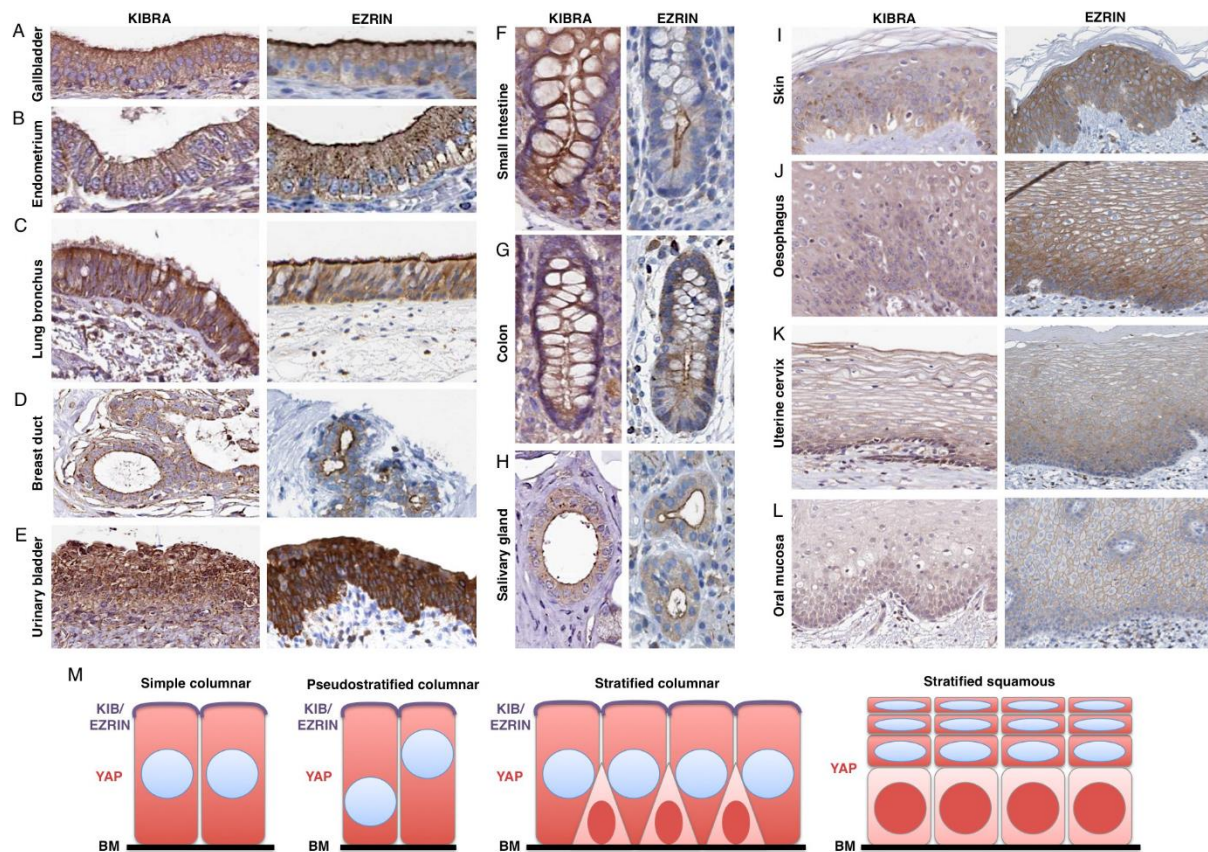 KIBRA
EZRIN
A
Gallbladder
B
Endometrium
C
Lung bronchus
D
Breast duct
E
Urinary bladder
KIBRA
EZRIN
F
Small Intestine
G
Colon
H
Salivary gland
KIBRA
EZRIN
I
Skin
J
Oesophagus
K
Uterine cervix
L
Oral mucosa
M
Simple columnar
KIB/
EZRIN
YAP
BM
Pseudostratified columnar
KIB/
EZRIN
YAP
BM
Stratified columnar
KIB/
EZRIN
YAP
BM
Stratified squamous
YAP
BM